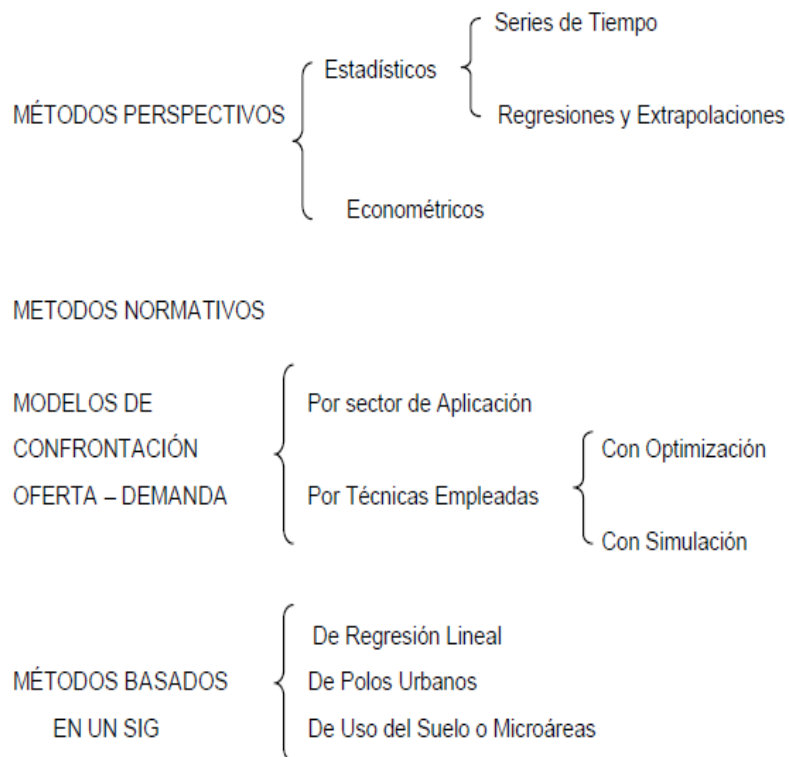 Series de Tiempo
Estadísticos
MÉTODOS PERSPECTIVOS
Regresiones y Extrapolaciones
Econométricos
METODOS NORMATIVOS
MODELOS DE
CONFRONTACIÓN
OFERTA – DEMANDA
Por sector de Aplicación
Por Técnicas Empleadas
Con Optimización
Con Simulación
MÉTODOS BASADOS
EN UN SIG
De Regresión Lineal
De Polos Urbanos
De Uso del Suelo o Microáreas